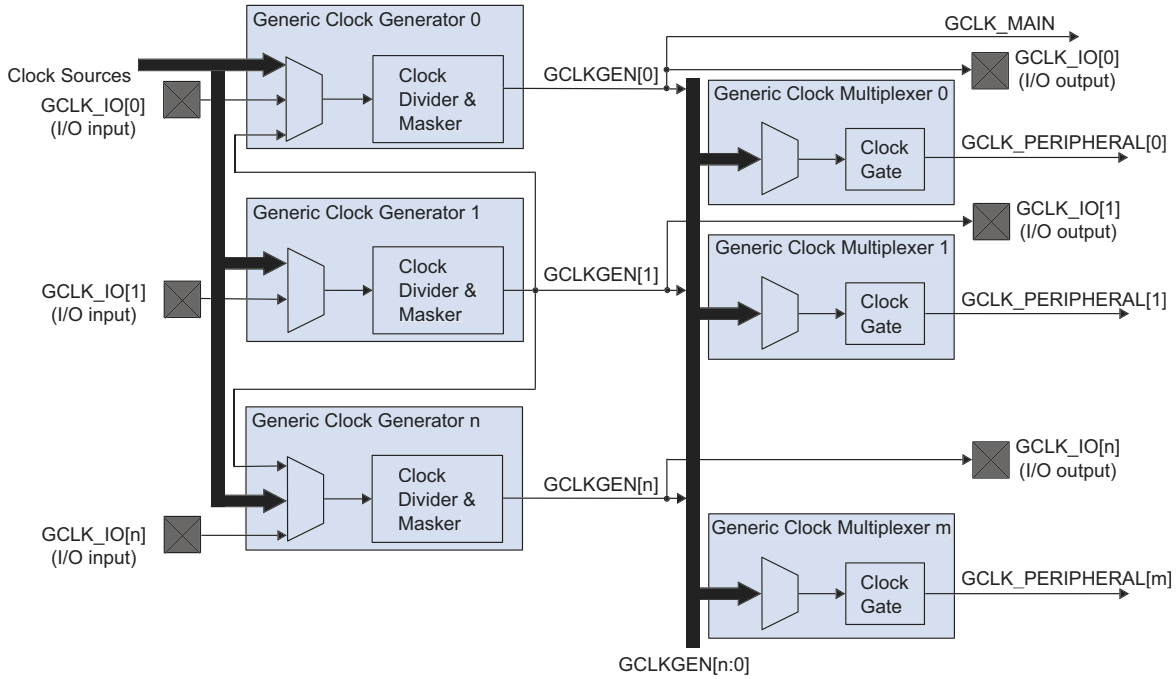 Generic Clock Generator 0
Clock Sources
GCLK_IO[0]
(I/O input)
Clock
Divider &
Masker
GCLKGEN[0]
GCLK_MAIN
GCLK_IO[0]
(I/O output)
Generic Clock Multiplexer 0
Clock
Gate
GCLK_PERIPHERAL[0]
Generic Clock Generator 1
GCLK_IO[1]
(I/O input)
Clock
Divider &
Masker
GCLKGEN[1]
GCLK_IO[1]
(I/O output)
Generic Clock Multiplexer 1
Clock
Gate
GCLK_PERIPHERAL[1]
Generic Clock Generator n
GCLK_IO[n]
(I/O input)
Clock
Divider &
Masker
GCLKGEN[n]
GCLK_IO[n]
(I/O output)
Generic Clock Multiplexer m
Clock
Gate
GCLK_PERIPHERAL[m]
GCLKGEN[n:0]